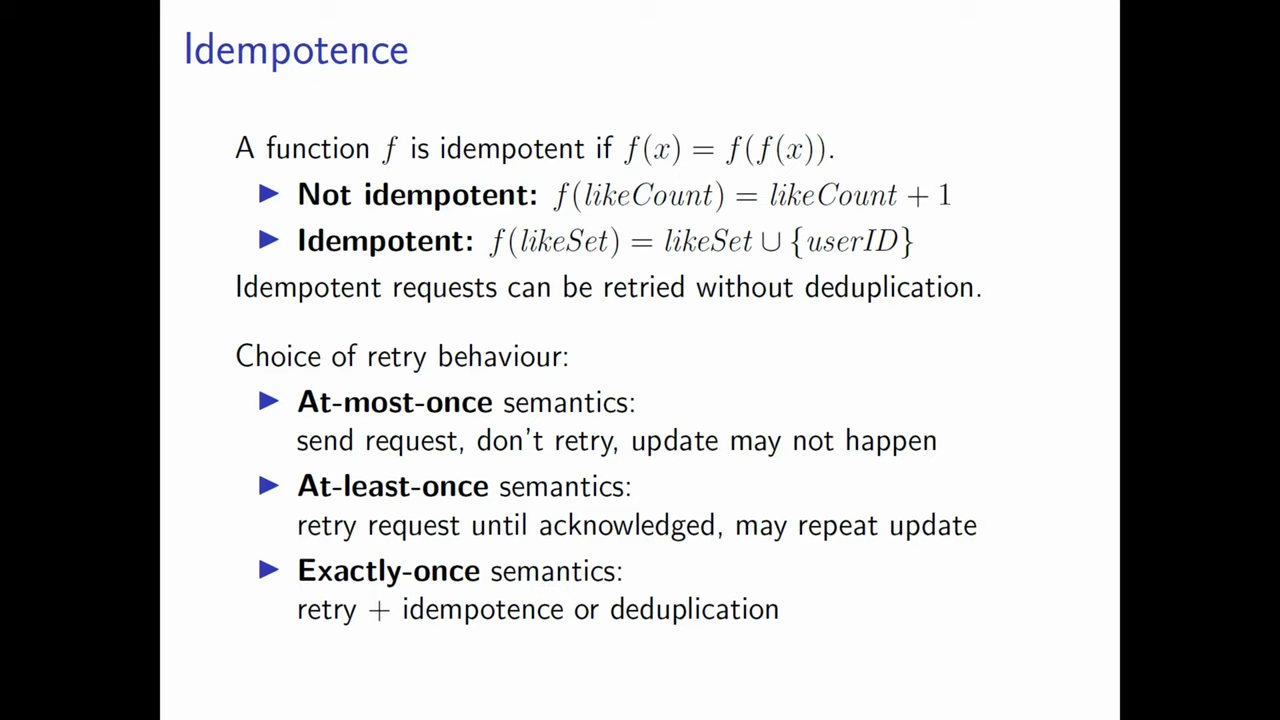 Idempotence
A function f is idempotent if f(x) = f(f(x)).
▶ Not idempotent: f(likeCount) = likeCount + 1
▶ Idempotent: f(likeSet) = likeSet ∪ {userID}
Idempotent requests can be retried without deduplication.
Choice of retry behaviour:
▶ At-most-once semantics:
send request, don't retry, update may not happen
▶ At-least-once semantics:
retry request until acknowledged, may repeat update
▶ Exactly-once semantics:
retry + idempotence or deduplication